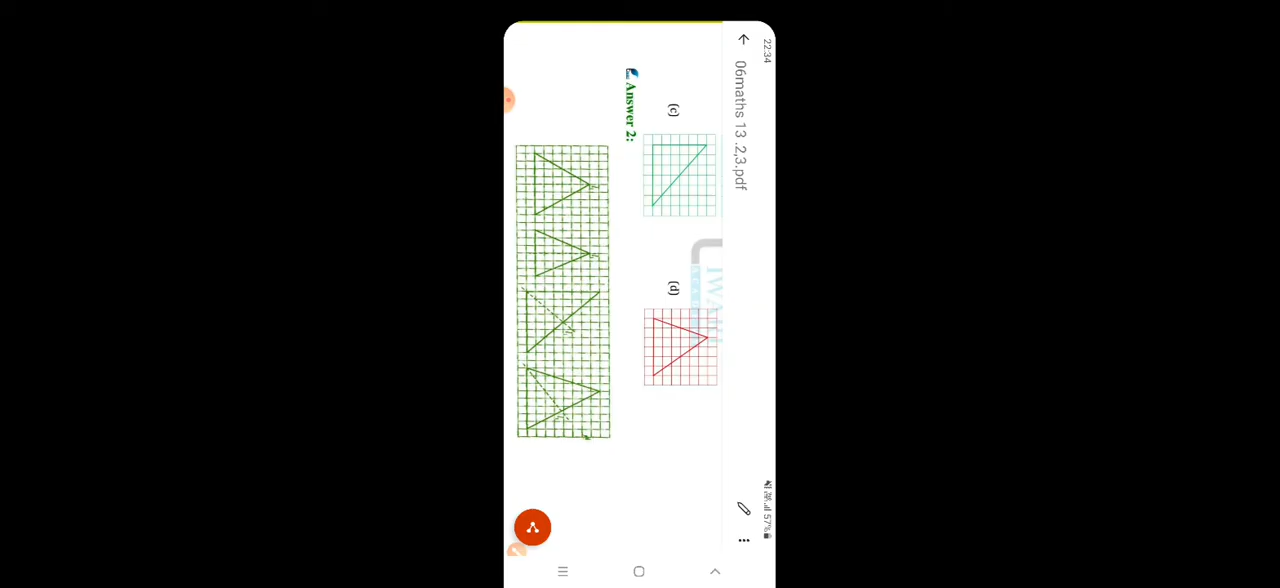 22:34
57%
06maths 13 .2,3.pdf
(c)
(d)
Answer 2: